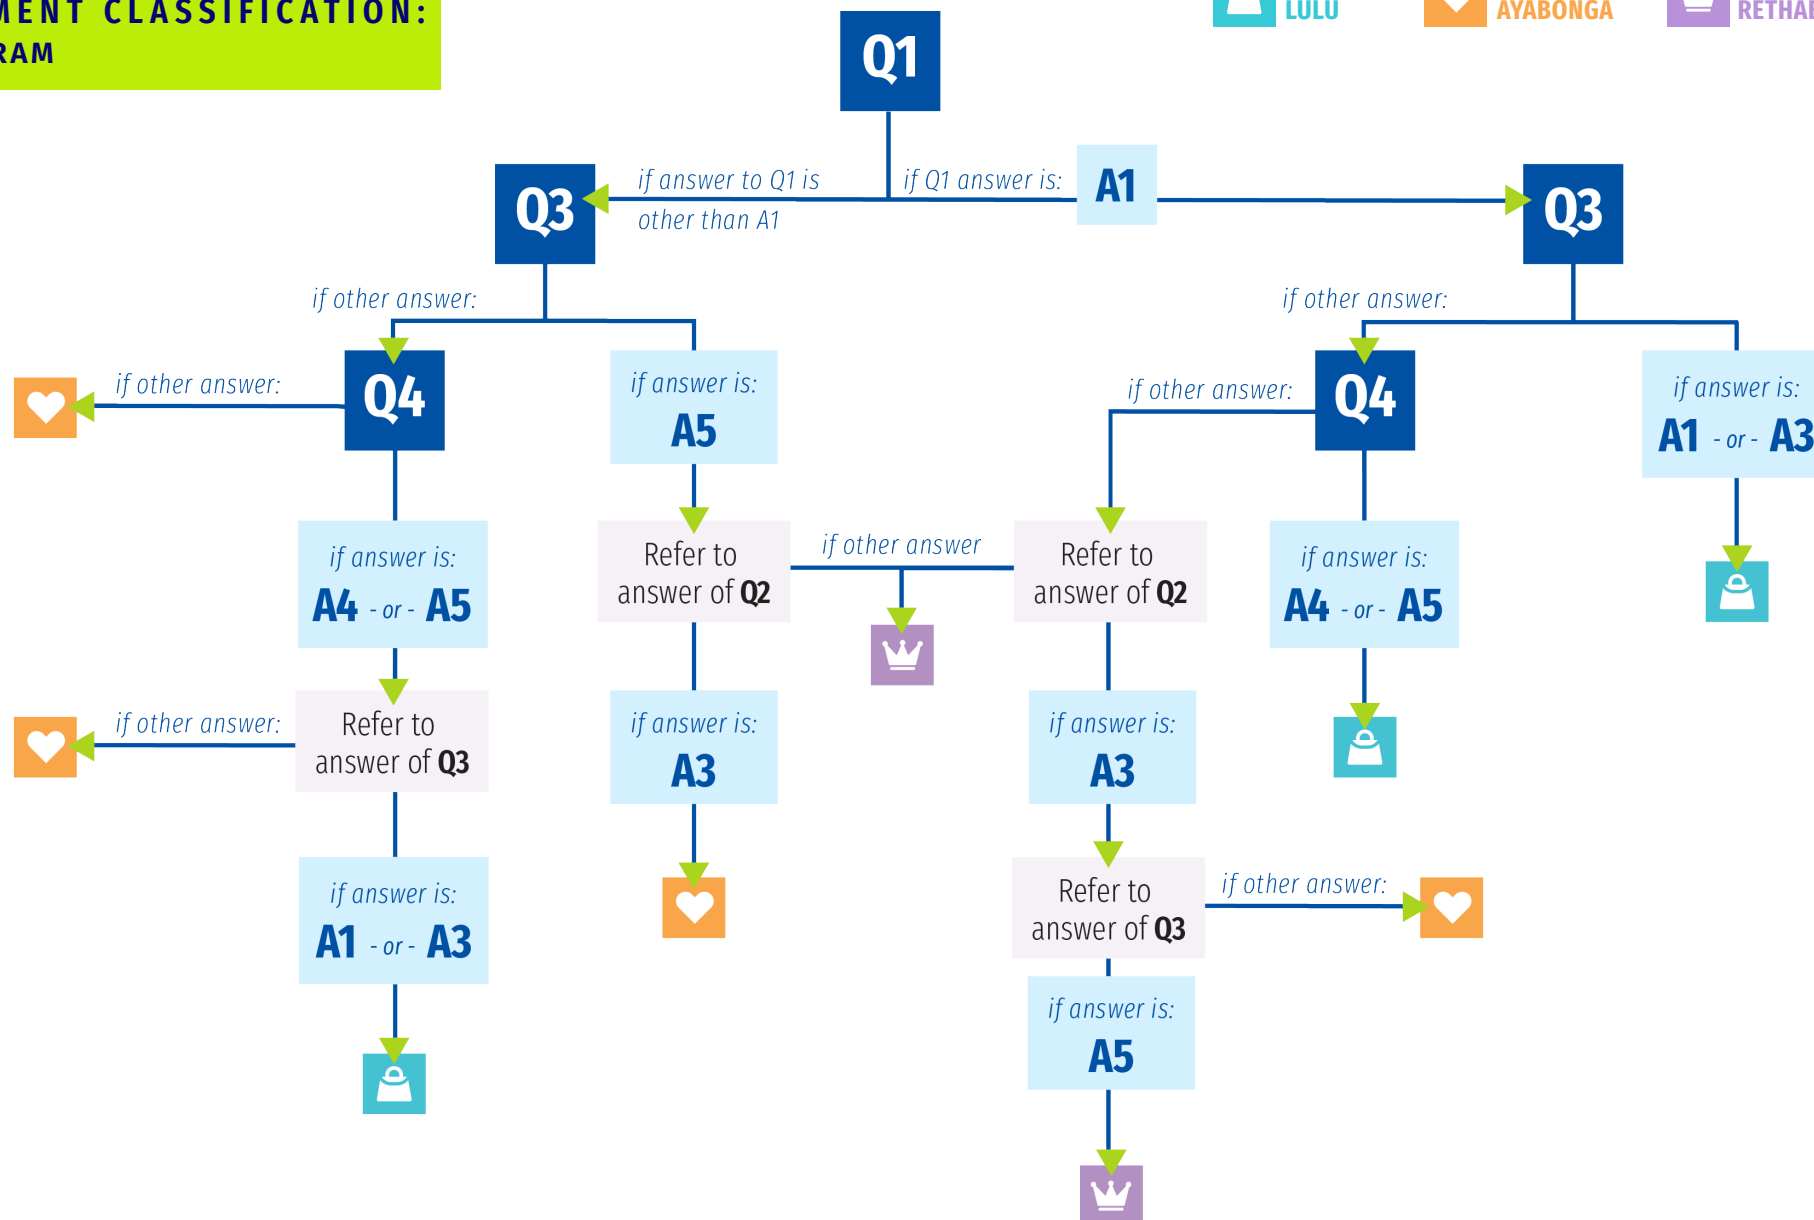 MENT CLASSIFICATION:
RAM
LULU
AYABONGA
RETHAB
Q1
if answer to Q1 is
other than A1
if Q1 answer is:
A1
Q3
Q3
if other answer:
if other answer:
if other answer:
Q4
if answer is:
A5
if other answer:
Q4
if answer is:
A1 - or - A3
if answer is:
A4 - or - A5
Refer to
answer of Q2
if other answer
Refer to
answer of Q2
if answer is:
A4 - or - A5
if other answer:
Refer to
answer of Q3
if answer is:
A3
if answer is:
A3
if answer is:
A1 - or - A3
Refer to
answer of Q3
if other answer:
if answer is:
A5